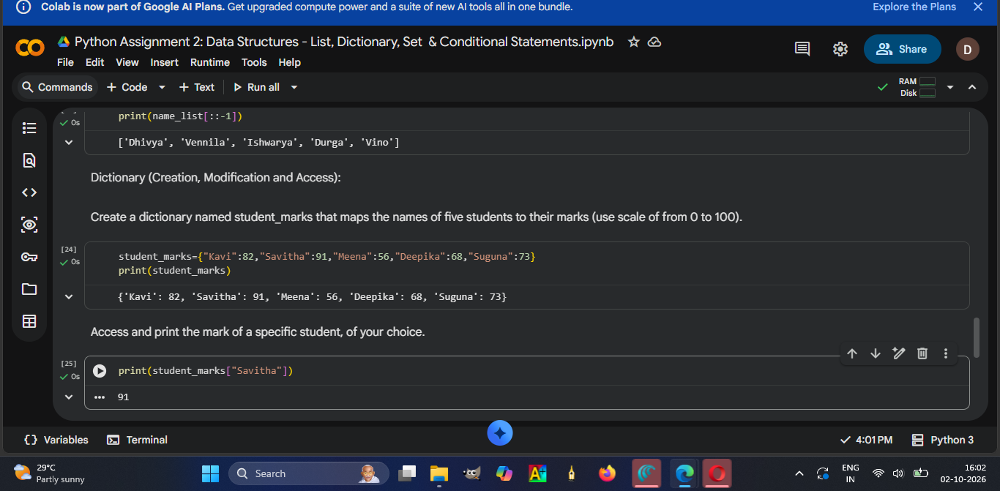 Colab is now part of Google AI Plans. Get upgraded compute power and a suite of new AI tools all in one bundle.
Explore the Plans
Python Assignment 2: Data Structures - List, Dictionary, Set & Conditional Statements.ipynb
Share
D
File Edit View Insert Runtime Tools Help
Commands + Code + Text Run all
RAM
Disk
print(name_list[::-1])
0s
['Dhivya', 'Vennila', 'Ishwarya', 'Durga', 'Vino']
Dictionary (Creation, Modification and Access):
Create a dictionary named student_marks that maps the names of five students to their marks (use scale of from 0 to 100).
[24]
0s
student_marks={"Kavi":82,"Savitha":91,"Meena":56,"Deepika":68,"Suguna":73}
print(student_marks)
{'Kavi': 82, 'Savitha': 91, 'Meena': 56, 'Deepika': 68, 'Suguna': 73}
Access and print the mark of a specific student, of your choice.
[25]
0s
print(student_marks["Savitha"])
91
Variables Terminal
4:01 PM Python 3
29°C
Partly sunny
Search
ENG
IN
16:02
02-10-2026